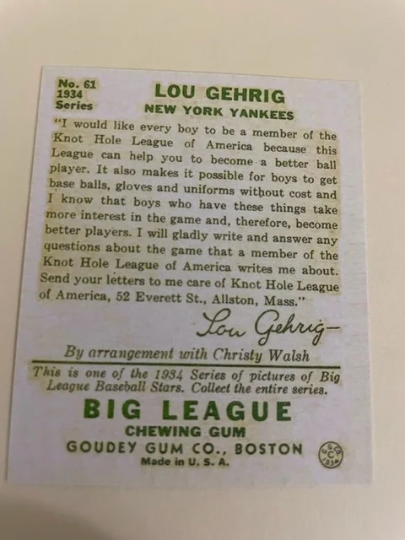 No. 61
1934
Series
LOU GEHRIG
NEW YORK YANKEES
"I would like every boy to be a member of the
Knot Hole League of America because this
League can help you to become a better ball
player. It also makes it possible for boys to get
base balls, gloves and uniforms without cost and
I know that boys who have these things take
more interest in the game and, therefore, become
better players. I will gladly write and answer any
questions about the game that a member of the
Knot Hole League of America writes me about.
Send your letters to me care of Knot Hole League
of America, 52 Everett St., Allston, Mass."
Lou Gehrig
By arrangement with Christy Walsh
This is one of the 1934 Series of pictures of Big
League Baseball Stars. Collect the entire series.
BIG LEAGUE
CHEWING GUM
GOUDEY GUM CO., BOSTON
Made in U. S. A.